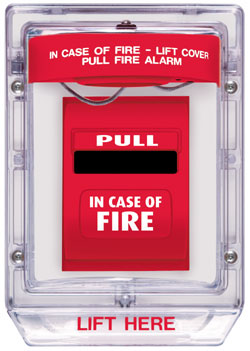 IN CASE OF FIRE – LIFT COVER
PULL FIRE ALARM
PULL
IN CASE OF
FIRE
LIFT HERE